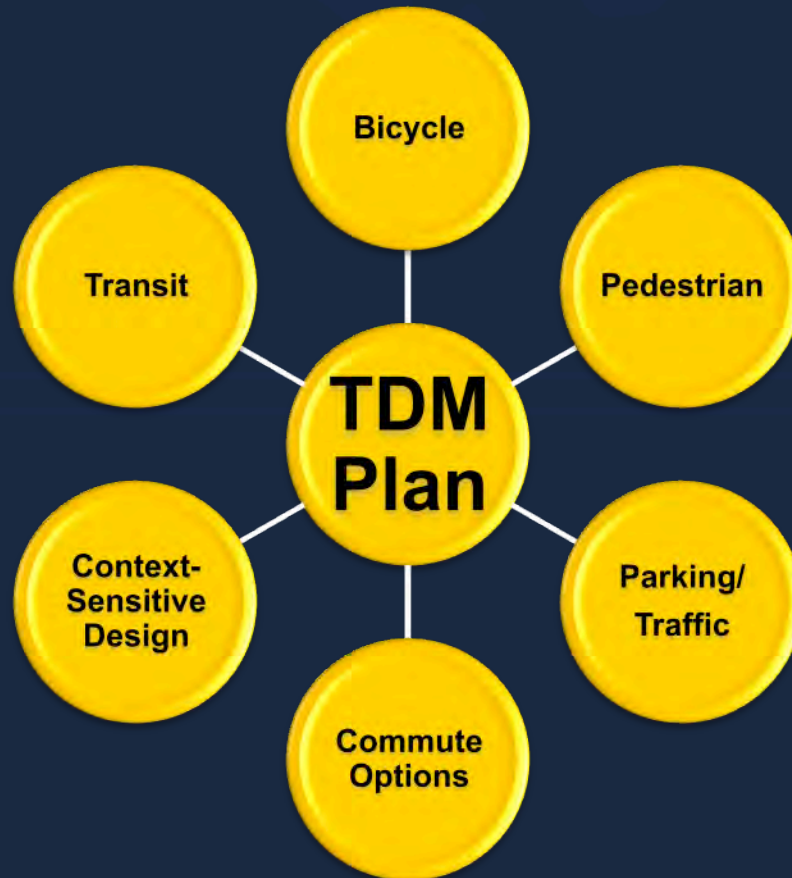 Bicycle
Transit
Pedestrian
TDM
Plan
Context-
Sensitive
Design
Parking/
Traffic
Commute
Options